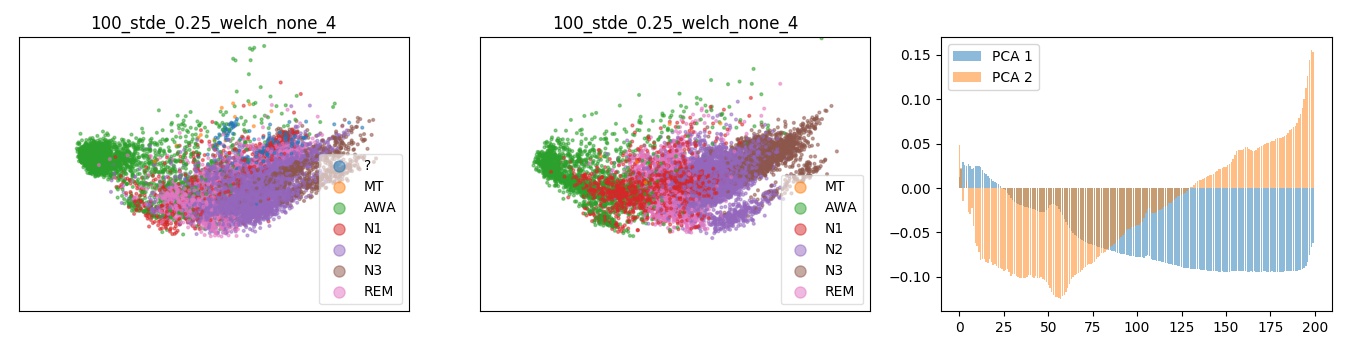 100_stde_0.25_welch_none_4
?
MT
AWA
N1
N2
N3
REM
100_stde_0.25_welch_none_4
MT
AWA
N1
N2
N3
REM
PCA 1
PCA 2
0.15
0.10
0.05
0.00
−0.05
−0.10
0 25 50 75 100 125 150 175 200